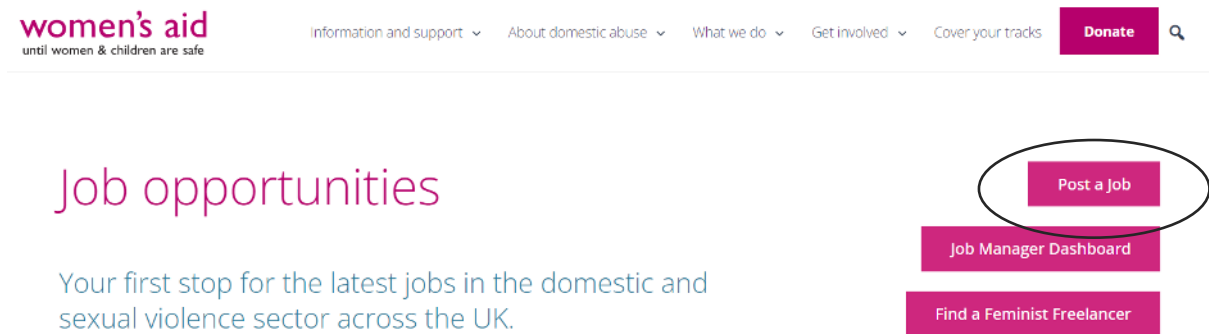 women's aid
until women & children are safe
Information and support
About domestic abuse
What we do
Get involved
Cover your tracks
Donate
Job opportunities
Post a Job
Job Manager Dashboard
Your first stop for the latest jobs in the domestic and
sexual violence sector across the UK.
Find a Feminist Freelancer